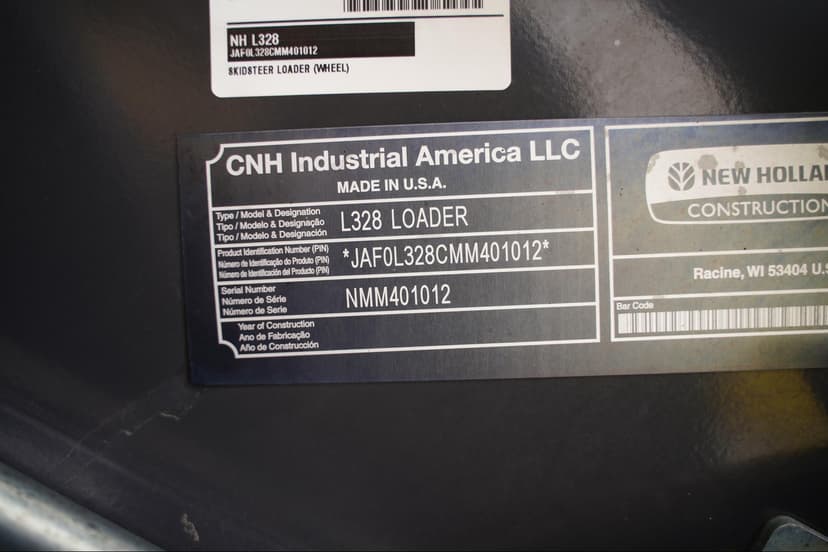 NH L328
JAF0L328CMM401012
SKIDSTEER LOADER (WHEEL)
CNH Industrial America LLC
MADE IN U.S.A.
Type / Model & Designation
Tipo / Modelo & Designação
Tipo / Modelo & Designación
L328 LOADER
Product Identification Number (PIN)
Número de Identificação do Produto (PIN)
Número de Identificación del Producto (PIN)
*JAF0L328CMM401012*
Serial Number
Número de Série
Número de Serie
NMM401012
Year of Construction
Ano de Fabricação
Año de Construcción
NEW HOLLA
CONSTRUCTION
Racine, WI 53404 U.S
Bar Code